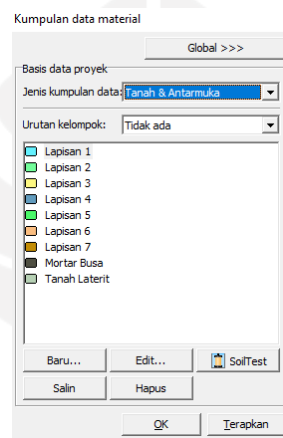 Kumpulan data material
Global >>>
Basis data proyek
Jenis kumpulan data: Tanah & Antarmuka
Urutan kelompok: Tidak ada
Lapisan 1
Lapisan 2
Lapisan 3
Lapisan 4
Lapisan 5
Lapisan 6
Lapisan 7
Mortar Busa
Tanah Laterit
Baru... Edit... SoilTest
Salin Hapus
OK Terapkan